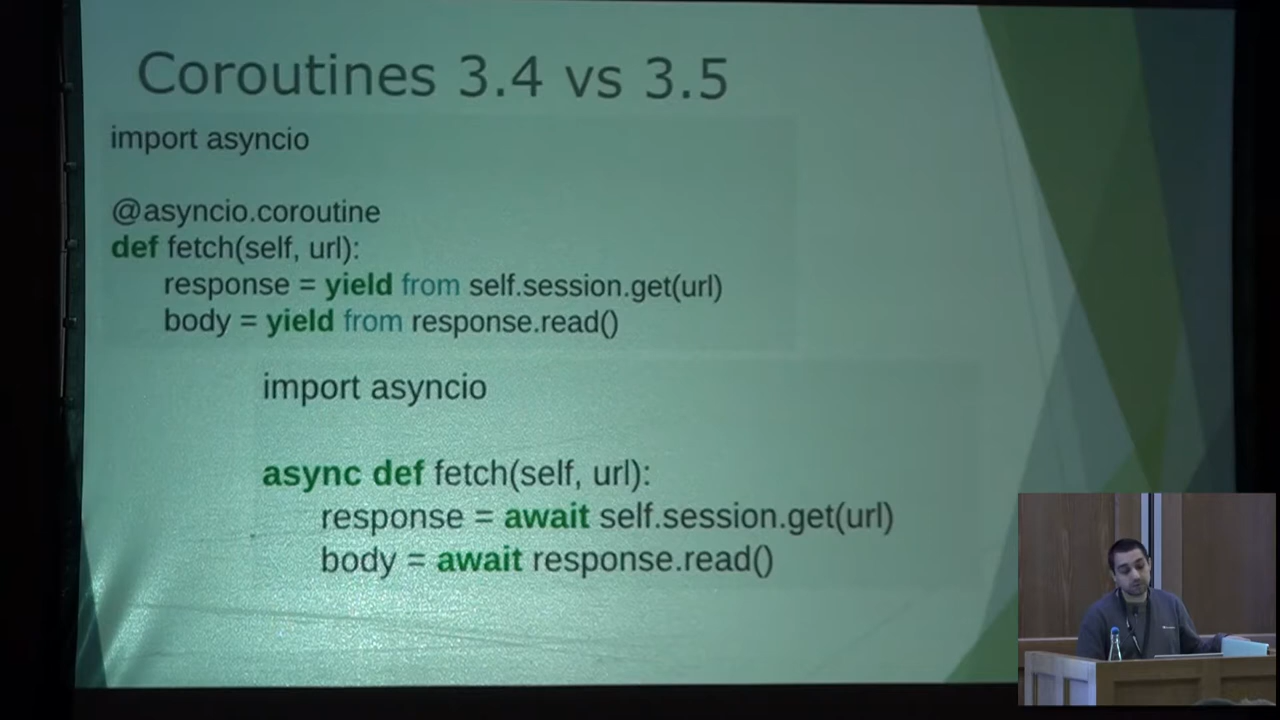 Coroutines 3.4 vs 3.5
import asyncio
@asyncio.coroutine
def fetch(self, url):
response = yield from self.session.get(url)
body = yield from response.read()
import asyncio
async def fetch(self, url):
response = await self.session.get(url)
body = await response.read()